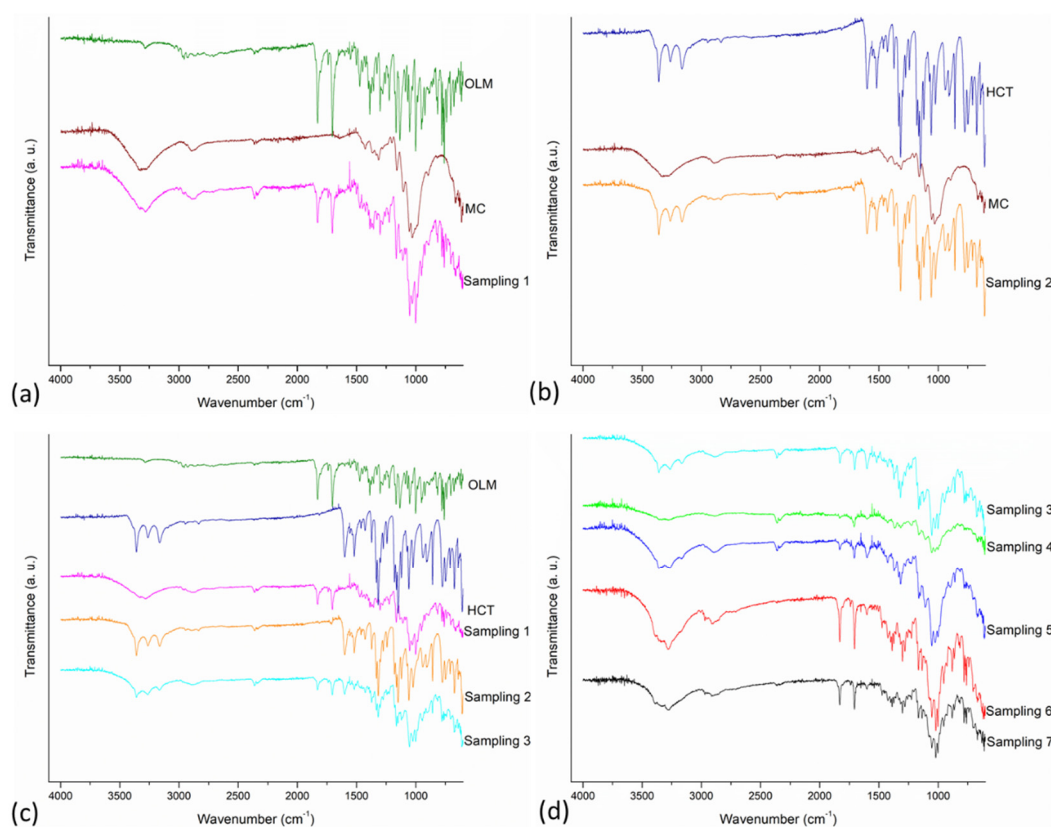 OLM
MC
Sampling 1
Transmittance (a. u.)
4000 3500 3000 2500 2000 1500 1000
Wavenumber (cm⁻¹)
(a)
HCT
MC
Sampling 2
Transmittance (a.u.)
4000 3500 3000 2500 2000 1500 1000
Wavenumber (cm⁻¹)
(b)
OLM
HCT
Sampling 1
Sampling 2
Sampling 3
Transmittance (a. u.)
4000 3500 3000 2500 2000 1500 1000
Wavenumber (cm⁻¹)
(c)
Sampling 3
Sampling 4
Sampling 5
Sampling 6
Sampling 7
Transmittance (a. u.)
4000 3500 3000 2500 2000 1500 1000
Wavenumber (cm⁻¹)
(d)